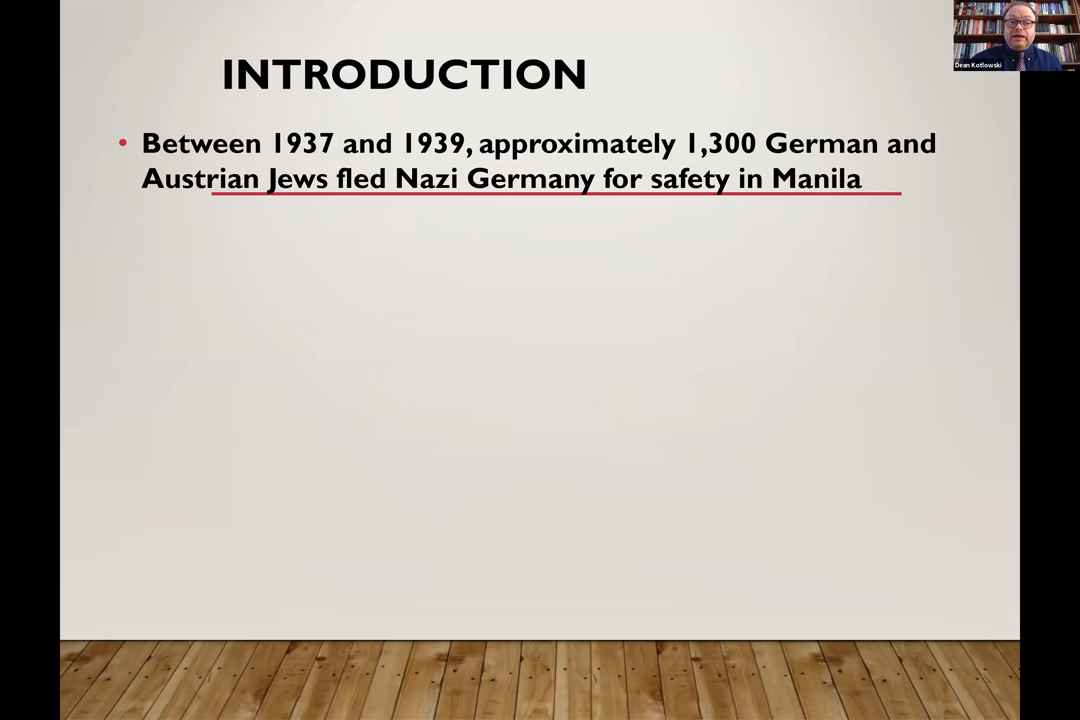 Dean Kotlowski
INTRODUCTION
• Between 1937 and 1939, approximately 1,300 German and
Austrian Jews fled Nazi Germany for safety in Manila